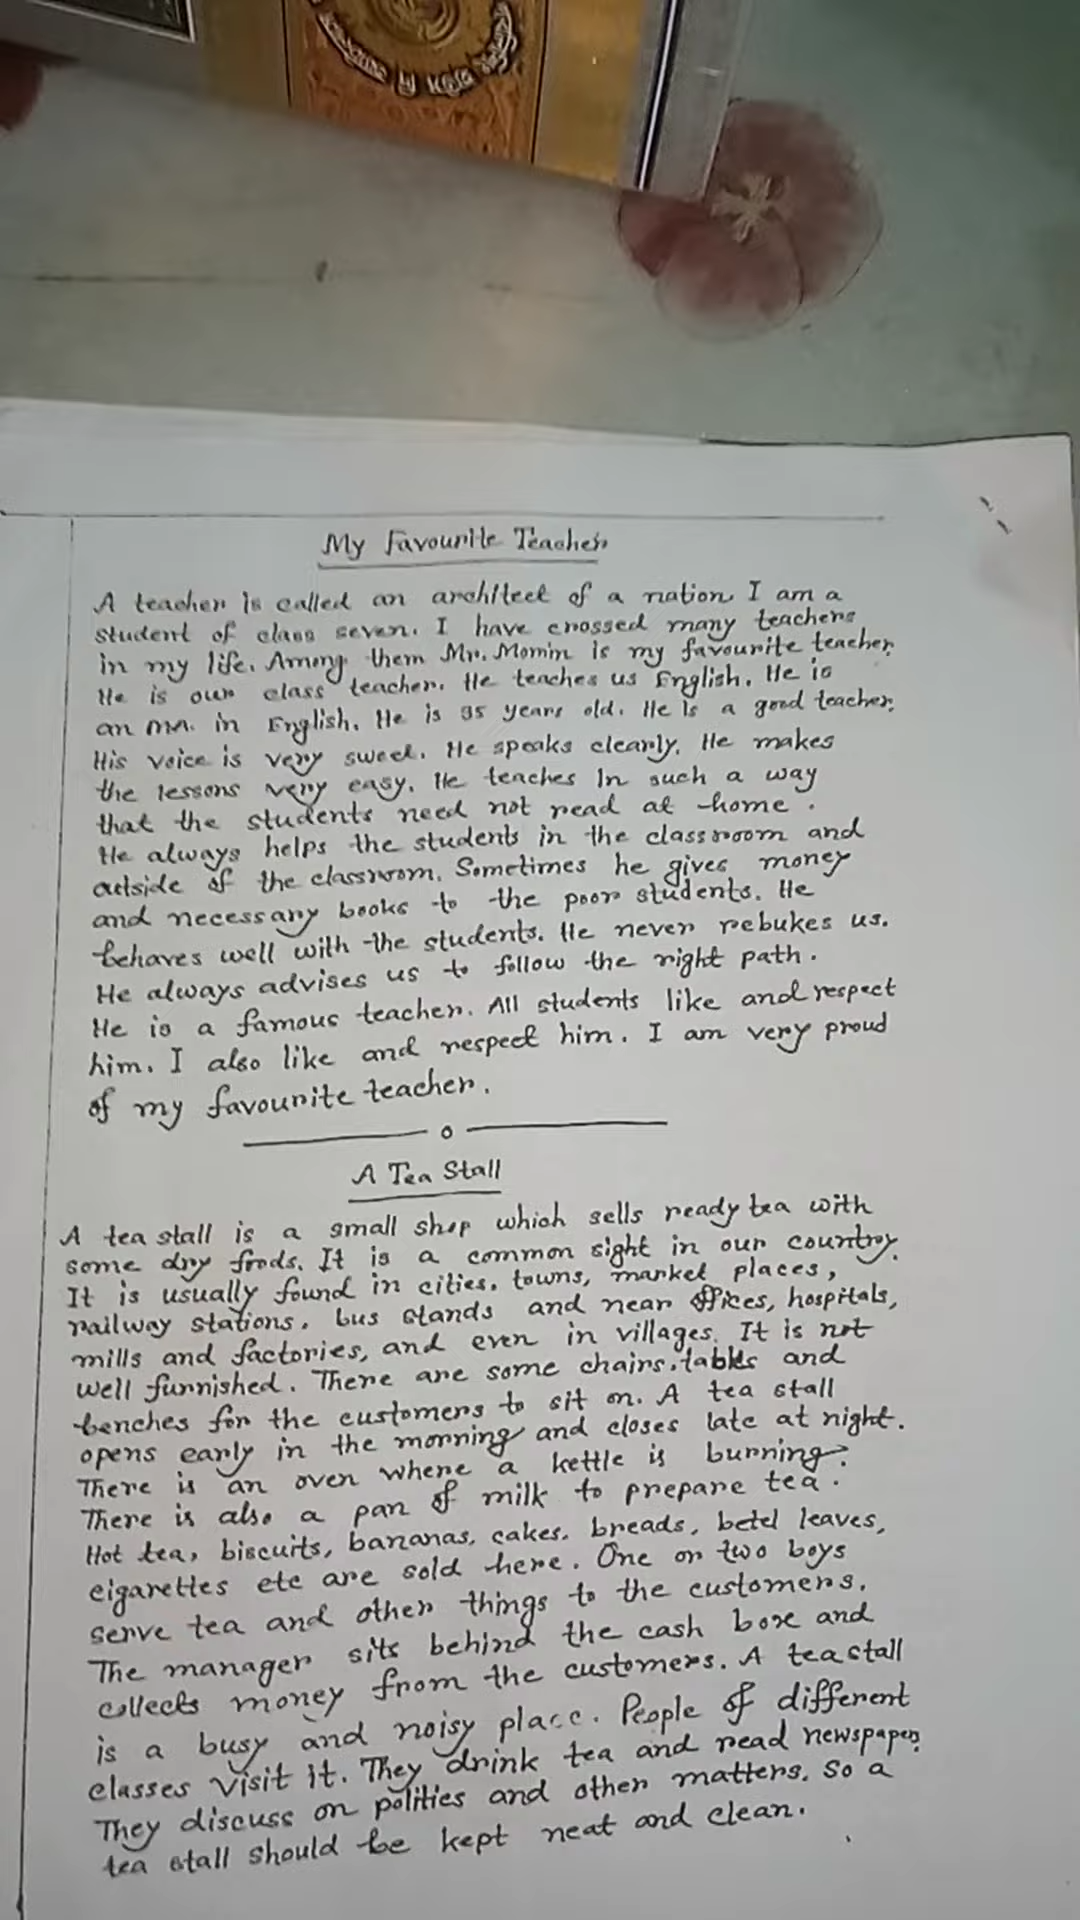 My Favourite Teacher
A teacher is called an architect of a nation. I am a
student of class seven. I have crossed many teachers
in my life. Among them Mr. Momin is my favourite teacher.
He is our class teacher. He teaches us English. He is
an MA. in English. He is 35 years old. He is a good teacher.
His voice is very sweet. He speaks clearly. He makes
the lessons very easy. He teaches in such a way
that the students need not read at home.
He always helps the students in the classroom and
outside of the classroom. Sometimes he gives money
and necessary books to the poor students. He
behaves well with the students. He never rebukes us.
He always advises us to follow the right path.
He is a famous teacher. All students like and respect
him. I also like and respect him. I am very proud
of my favourite teacher.
A Tea Stall
A tea stall is a small shop which sells ready tea with
some dry foods. It is a common sight in our country.
It is usually found in cities, towns, market places,
railway stations, bus stands and near offices, hospitals,
mills and factories, and even in villages. It is not
well furnished. There are some chairs, tables and
benches for the customers to sit on. A tea stall
opens early in the morning and closes late at night.
There is an oven where a kettle is burning.
There is also a pan of milk to prepare tea.
Hot tea, biscuits, bananas, cakes, breads, betel leaves,
cigarettes etc are sold here. One or two boys
serve tea and other things to the customers.
The manager sits behind the cash box and
collects money from the customers. A tea stall
is a busy and noisy place. People of different
classes visit it. They drink tea and read newspaper.
They discuss on politics and other matters. So a
tea stall should be kept neat and clean.